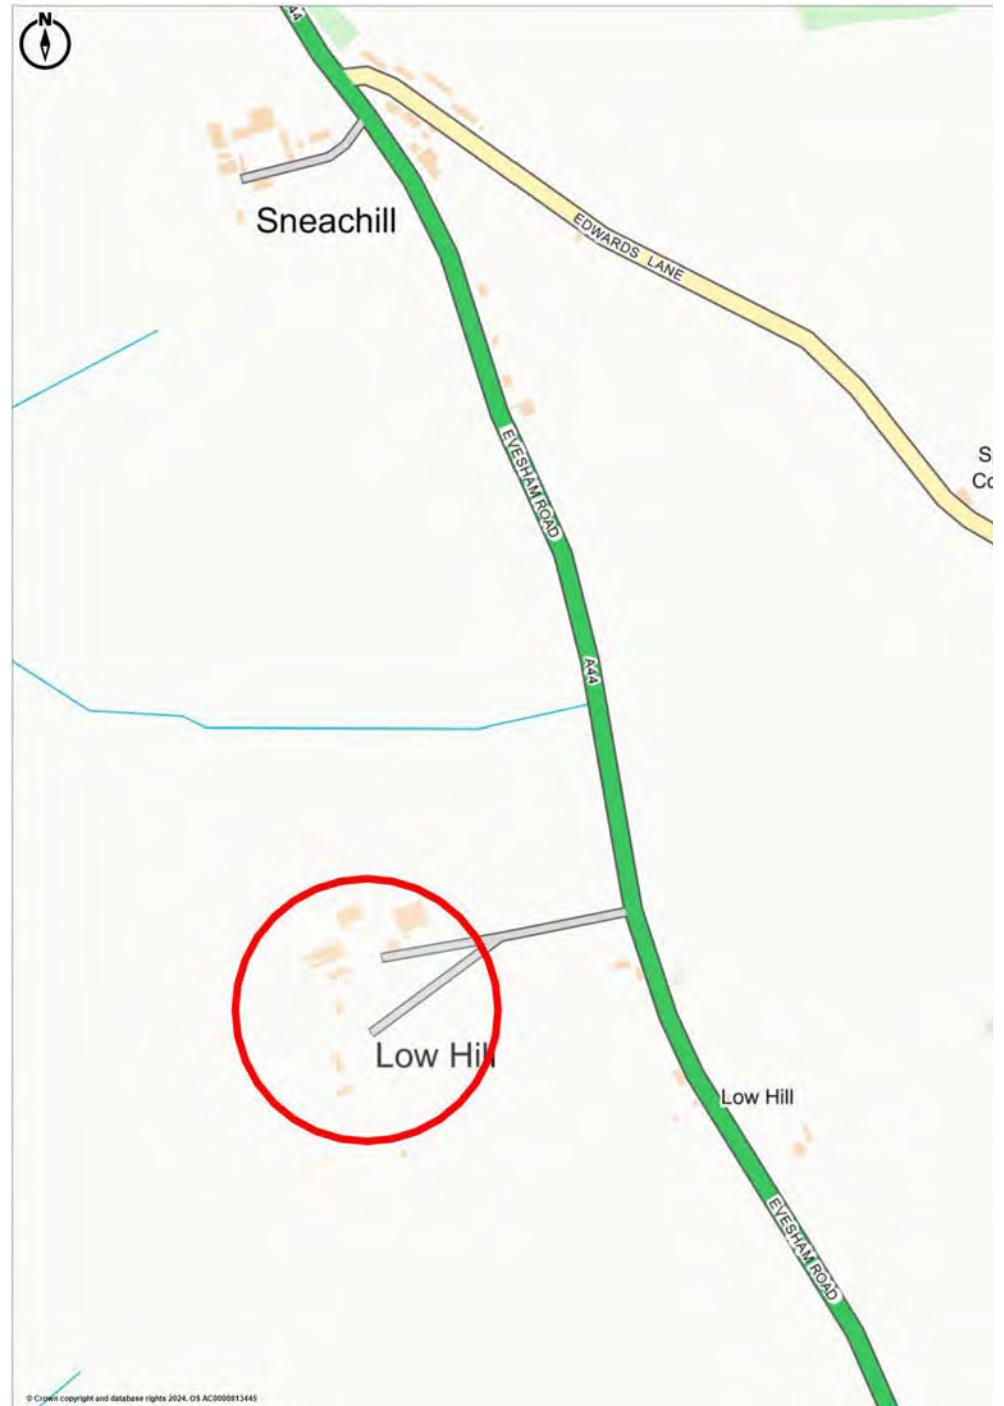 N
44
Sneachill
EDWARDS LANE
EVESHAM ROAD
S
Co
A44
Low Hill
Low Hill
EVESHAM ROAD
© Crown copyright and database rights 2024. OS AC0000813445